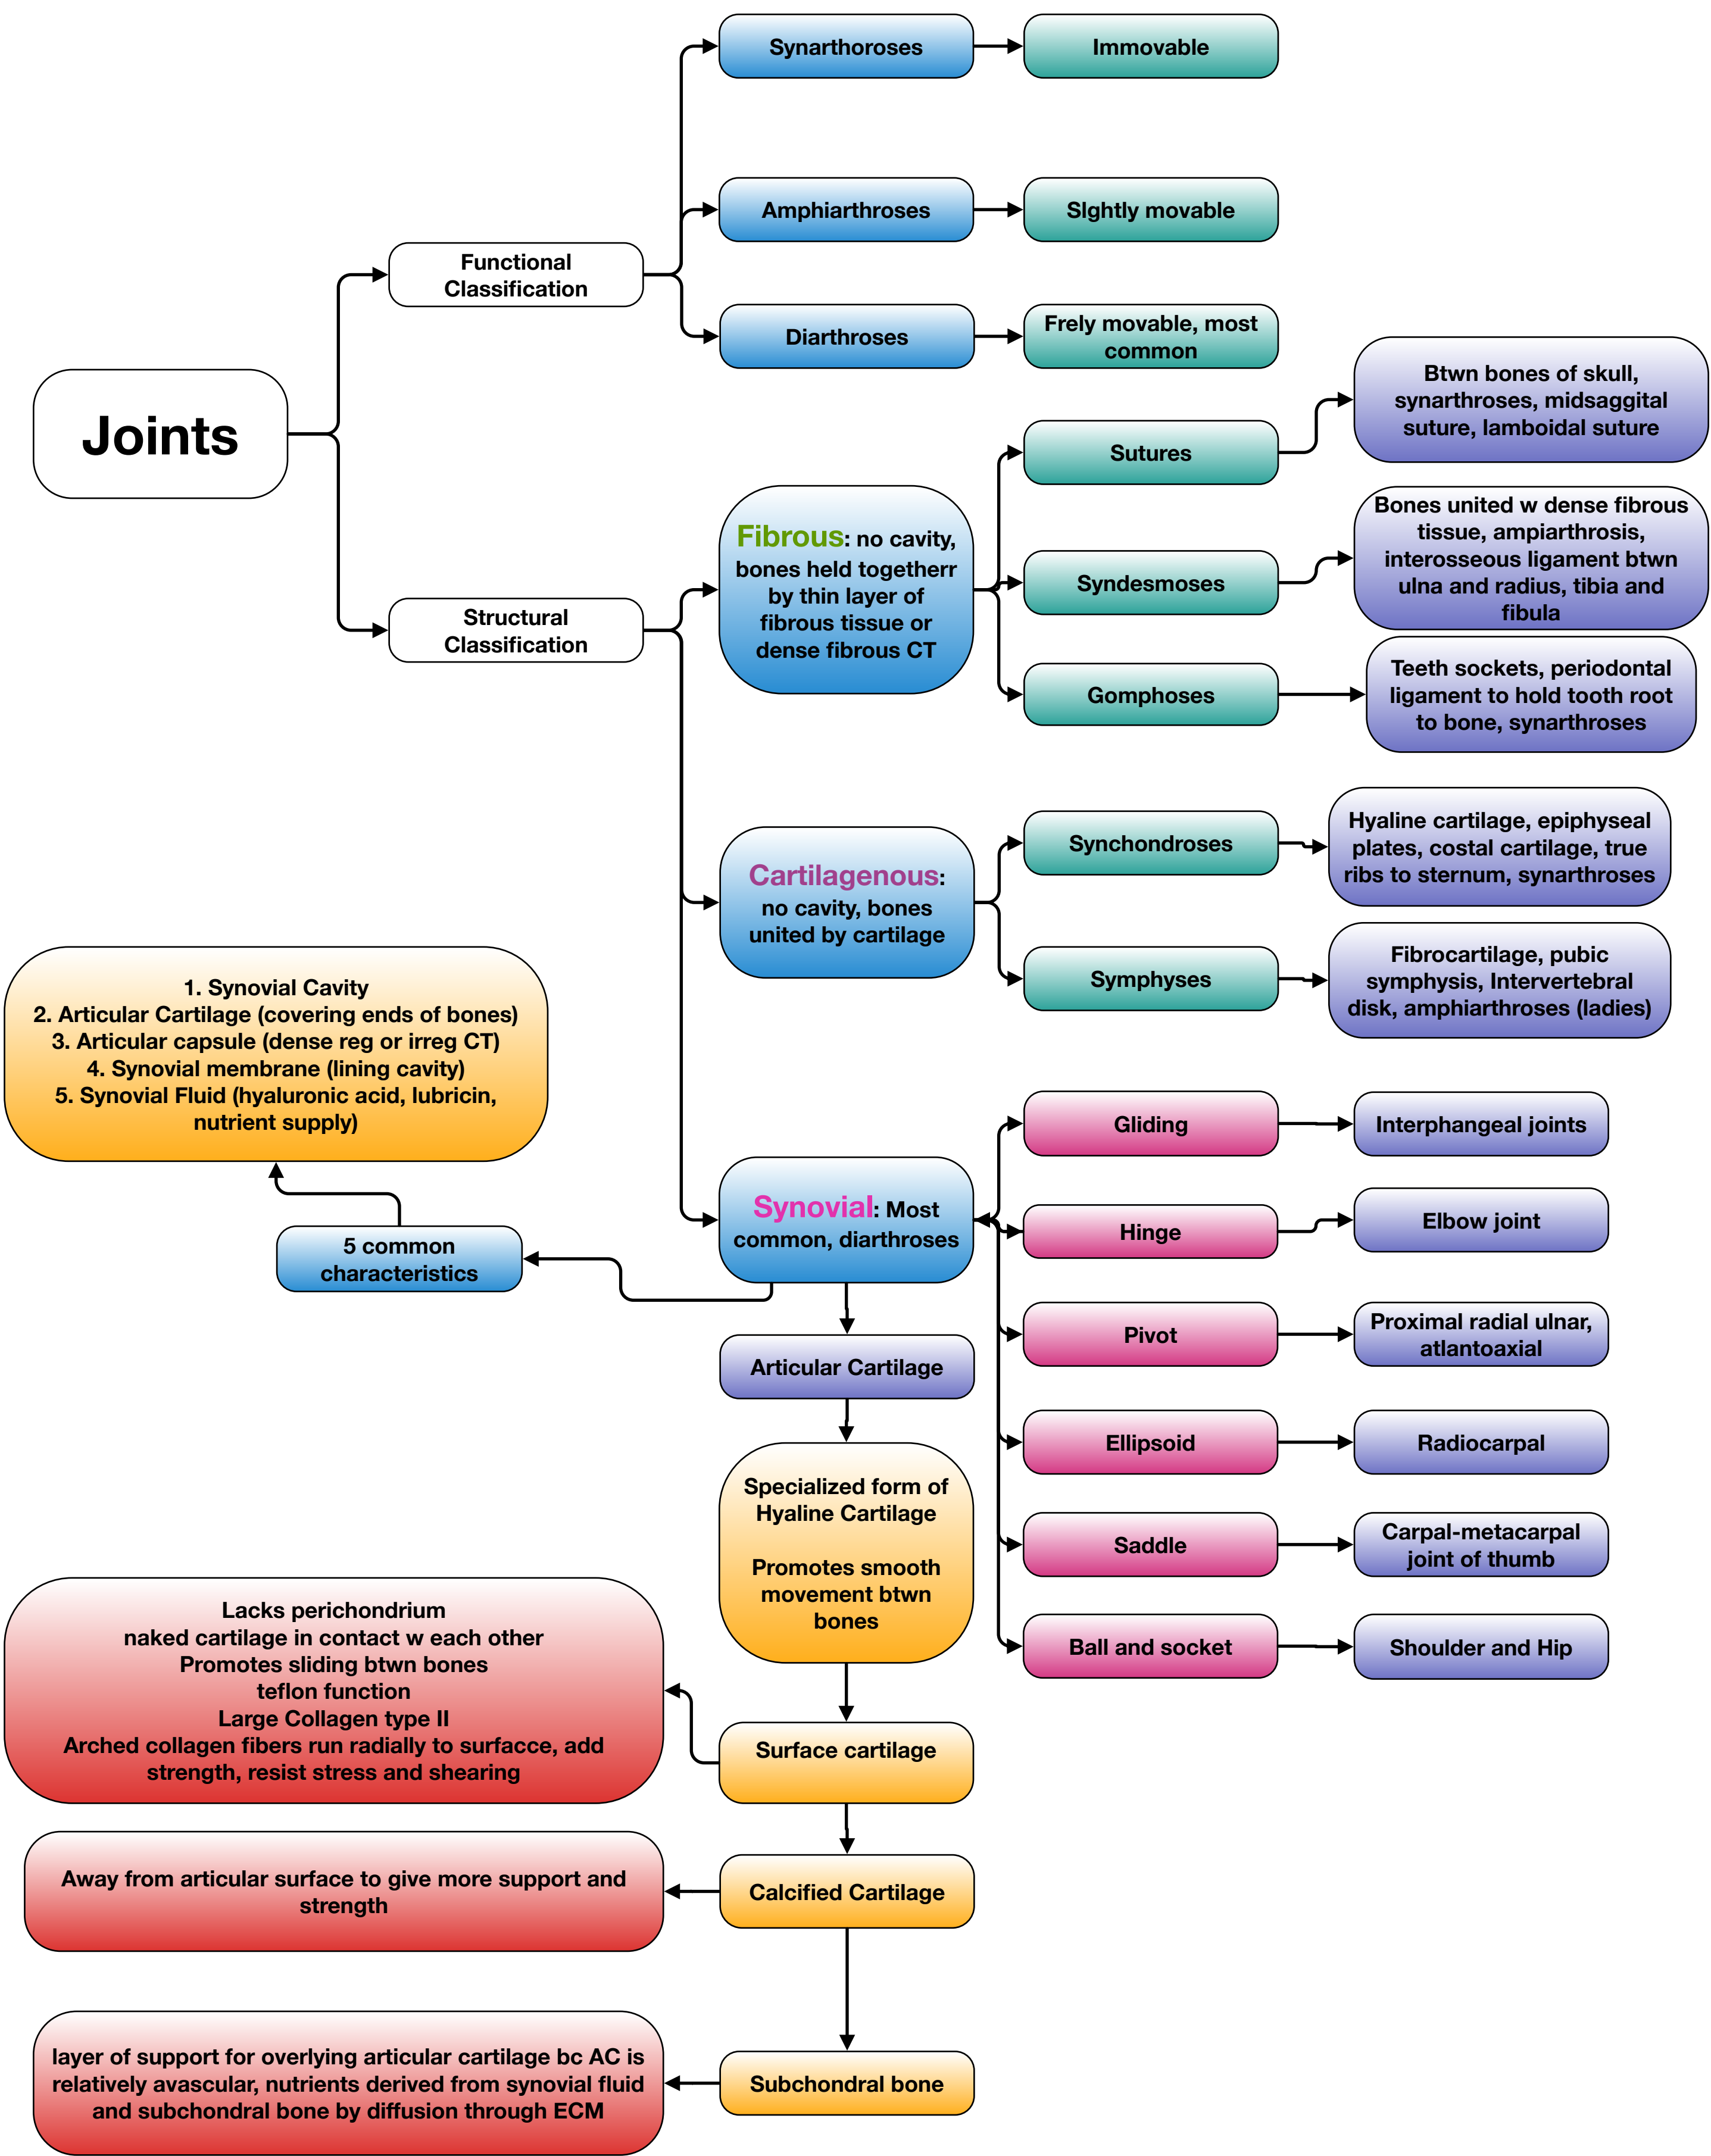 Synarthoroses
Immovable
Amphiarthroses
Slghtly movable
Functional
Classification
Diarthroses
Frely movable, most
common
Joints
Structural
Classification
Fibrous: no cavity,
bones held togetherr
by thin layer of
fibrous tissue or
dense fibrous CT
Sutures
Btwn bones of skull,
synarthroses, midsaggital
suture, lamboidal suture
Syndesmoses
Bones united w dense fibrous
tissue, ampiarthrosis,
interosseous ligament btwn
ulna and radius, tibia and
fibula
Gomphoses
Teeth sockets, periodontal
ligament to hold tooth root
to bone, synarthroses
Cartilagenous:
no cavity, bones
united by cartilage
Synchondroses
Hyaline cartilage, epiphyseal
plates, costal cartilage, true
ribs to sternum, synarthroses
Symphyses
Fibrocartilage, pubic
symphysis, Intervertebral
disk, amphiarthroses (ladies)
1. Synovial Cavity
2. Articular Cartilage (covering ends of bones)
3. Articular capsule (dense reg or irreg CT)
4. Synovial membrane (lining cavity)
5. Synovial Fluid (hyaluronic acid, lubricin,
nutrient supply)
5 common
characteristics
Synovial: Most
common, diarthroses
Gliding
Interphangeal joints
Hinge
Elbow joint
Pivot
Proximal radial ulnar,
atlantoaxial
Ellipsoid
Radiocarpal
Saddle
Carpal-metacarpal
joint of thumb
Ball and socket
Shoulder and Hip
Articular Cartilage
Specialized form of
Hyaline Cartilage
Promotes smooth
movement btwn
bones
Lacks perichondrium
naked cartilage in contact w each other
Promotes sliding btwn bones
teflon function
Large Collagen type II
Arched collagen fibers run radially to surfacce, add
strength, resist stress and shearing
Surface cartilage
Away from articular surface to give more support and
strength
Calcified Cartilage
layer of support for overlying articular cartilage bc AC is
relatively avascular, nutrients derived from synovial fluid
and subchondral bone by diffusion through ECM
Subchondral bone